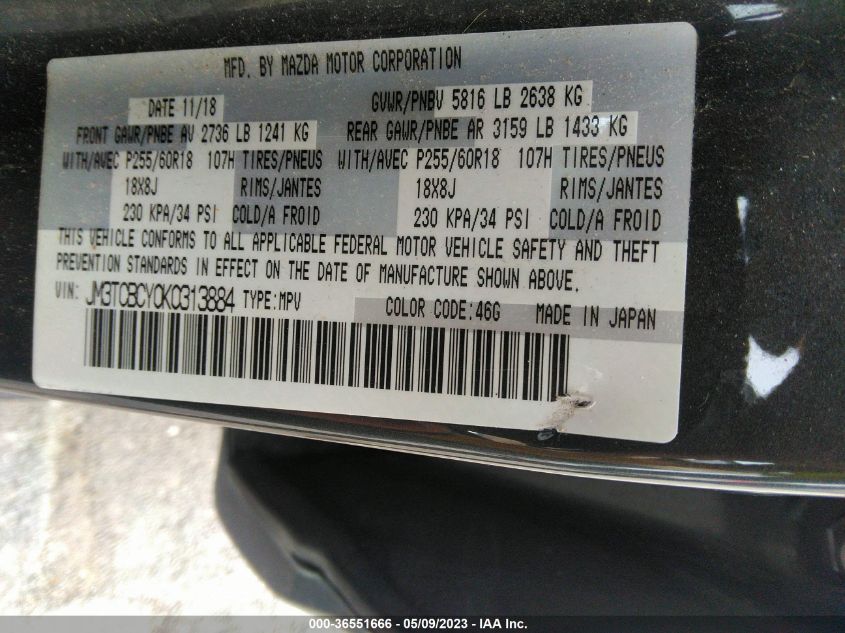 MFD. BY MAZDA MOTOR CORPORATION
DATE 11/18 GVWR/PNBV 5816 LB 2638 KG
FRONT GAWR/PNBE AV 2736 LB 1241 KG REAR GAWR/PNBE AR 3159 LB 1433 KG
WITH/AVEC P255/60R18 107H TIRES/PNEUS WITH/AVEC P255/60R18 107H TIRES/PNEUS
18X8J RIMS/JANTES 18X8J RIMS/JANTES
230 KPA/34 PSI COLD/A FROID 230 KPA/34 PSI COLD/A FROID
THIS VEHICLE CONFORMS TO ALL APPLICABLE FEDERAL MOTOR VEHICLE SAFETY AND THEFT
PREVENTION STANDARDS IN EFFECT ON THE DATE OF MANUFACTURE SHOWN ABOVE.
VIN: JM3TCBCY0K0313884 TYPE:MPV COLOR CODE:46G MADE IN JAPAN
000-36551666 - 05/09/2023 - IAA Inc.